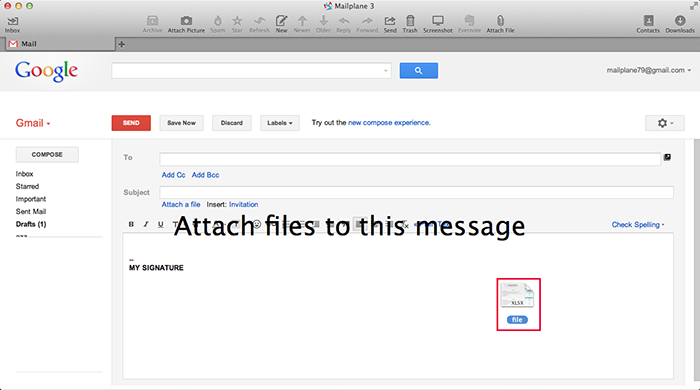 Mailplane 3
Inbox
Archive Attach Picture Spam Star Refresh New Newer Older Reply Forward Send Trash Screenshot Evernote Attach File
Contacts Downloads
Mail
Google
mailplane79@gmail.com
Gmail
SEND Save Now Discard Labels Try out the new compose experience.
COMPOSE
Inbox
Starred
Important
Sent Mail
Drafts (1)
To
Add Cc Add Bcc
Subject
Attach a file Insert: Invitation
B I U T
Check Spelling
Attach files to this message
--
MY SIGNATURE
XLSX
file